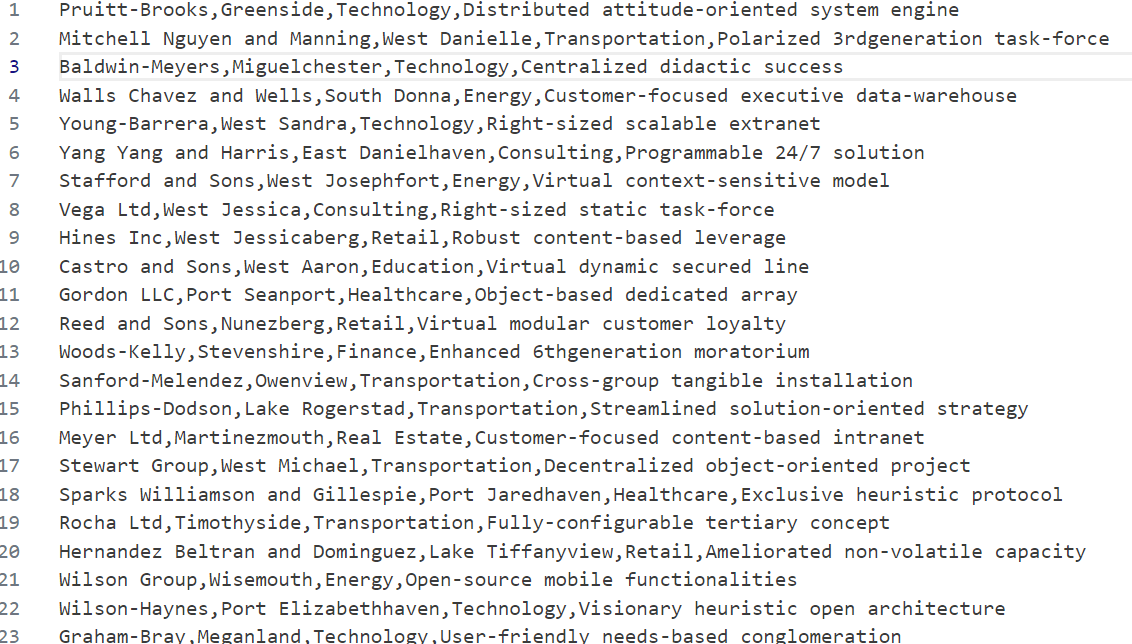 1 Pruitt-Brooks,Greenside,Technology,Distributed attitude-oriented system engine
2 Mitchell Nguyen and Manning,West Danielle,Transportation,Polarized 3rdgeneration task-force
3 Baldwin-Meyers,Miguelchester,Technology,Centralized didactic success
4 Walls Chavez and Wells,South Donna,Energy,Customer-focused executive data-warehouse
5 Young-Barrera,West Sandra,Technology,Right-sized scalable extranet
6 Yang Yang and Harris,East Danielhaven,Consulting,Programmable 24/7 solution
7 Stafford and Sons,West Josephfort,Energy,Virtual context-sensitive model
8 Vega Ltd,West Jessica,Consulting,Right-sized static task-force
9 Hines Inc,West Jessicaberg,Retail,Robust content-based leverage
10 Castro and Sons,West Aaron,Education,Virtual dynamic secured line
11 Gordon LLC,Port Seanport,Healthcare,Object-based dedicated array
12 Reed and Sons,Nunezberg,Retail,Virtual modular customer loyalty
13 Woods-Kelly,Stevenshire,Finance,Enhanced 6thgeneration moratorium
14 Sanford-Melendez,Owenview,Transportation,Cross-group tangible installation
15 Phillips-Dodson,Lake Rogerstad,Transportation,Streamlined solution-oriented strategy
16 Meyer Ltd,Martinezmouth,Real Estate,Customer-focused content-based intranet
17 Stewart Group,West Michael,Transportation,Decentralized object-oriented project
18 Sparks Williamson and Gillespie,Port Jaredhaven,Healthcare,Exclusive heuristic protocol
19 Rocha Ltd,Timothyside,Transportation,Fully-configurable tertiary concept
20 Hernandez Beltran and Dominguez,Lake Tiffanyview,Retail,Ameliorated non-volatile capacity
21 Wilson Group,Wisemouth,Energy,Open-source mobile functionalities
22 Wilson-Haynes,Port Elizabethhaven,Technology,Visionary heuristic open architecture
23 Graham-Bray,Meganland,Technology,User-friendly needs-based conglomeration